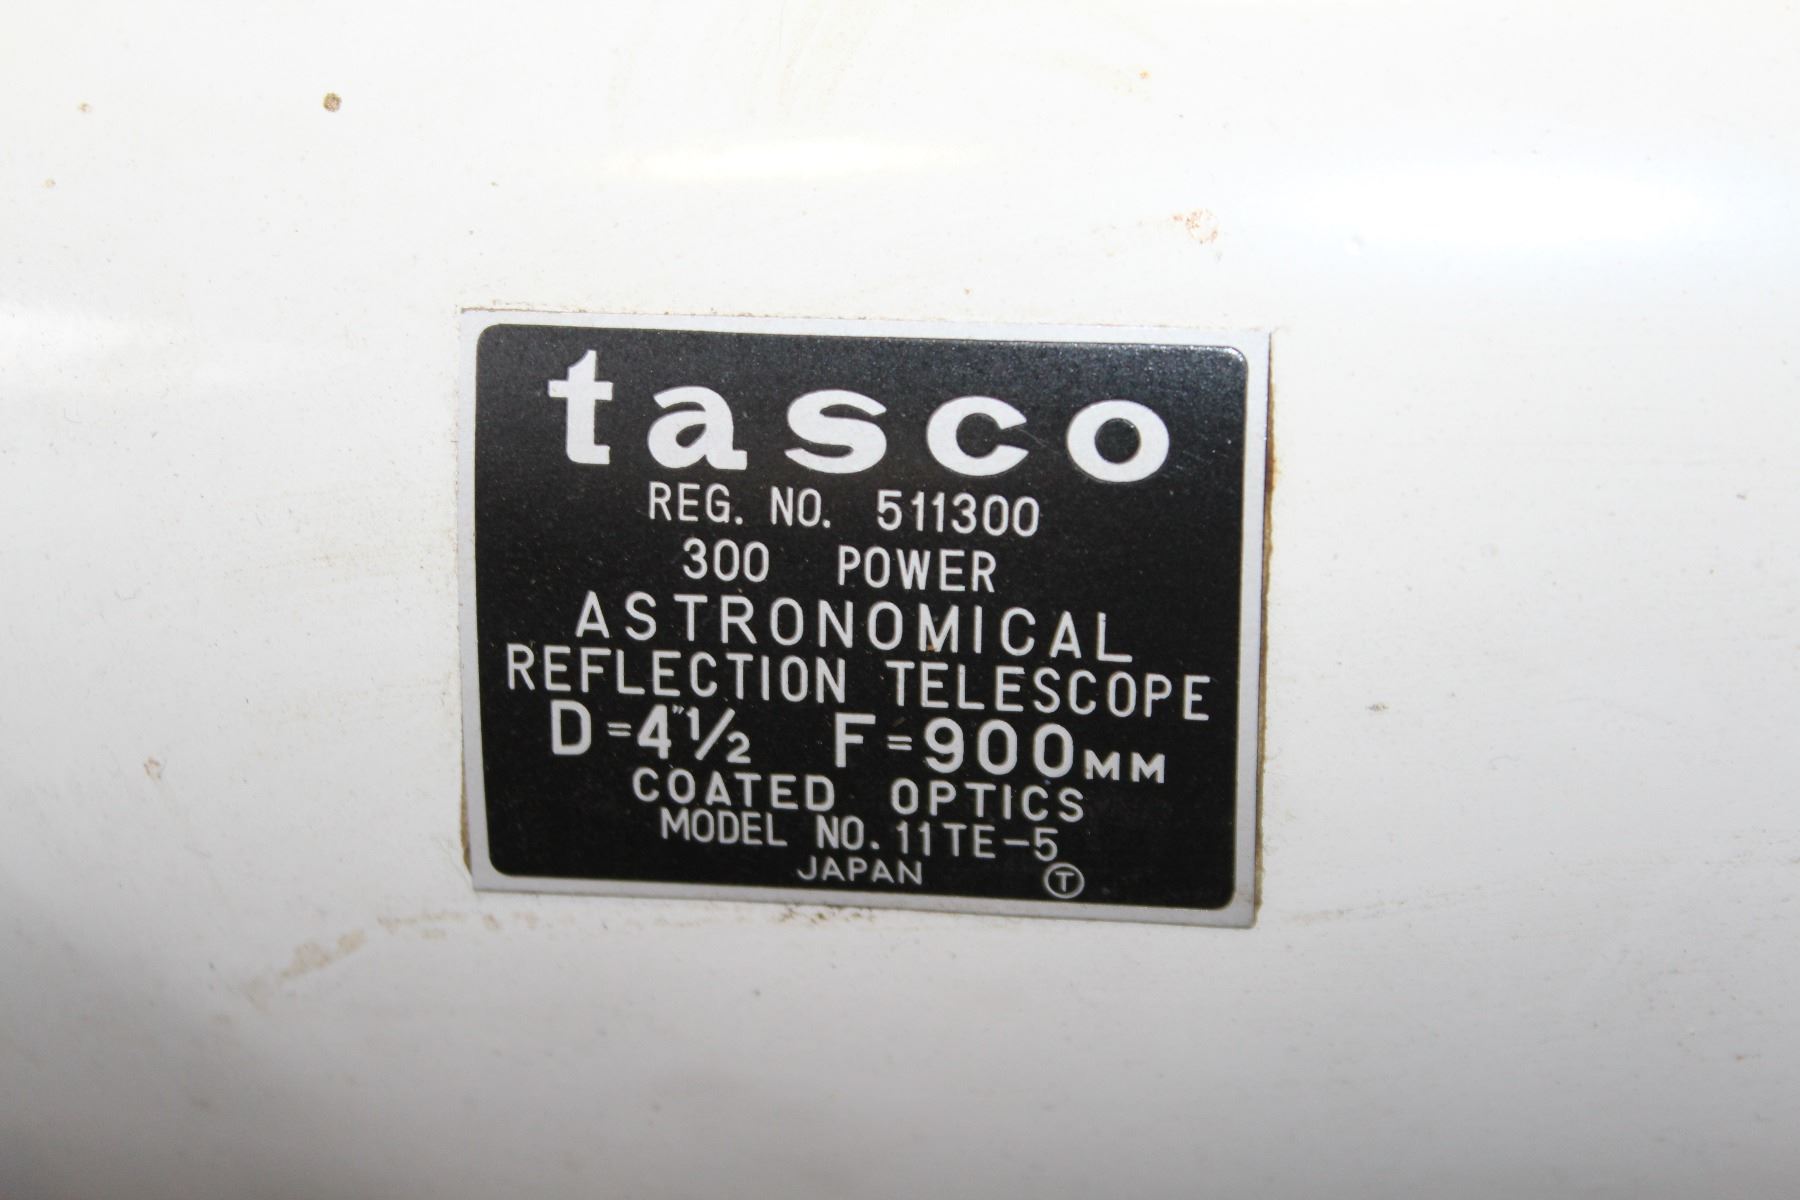 tasco
REG. NO. 511300
300 POWER
ASTRONOMICAL
REFLECTION TELESCOPE
D=4"1/2 F=900MM
COATED OPTICS
MODEL NO. 11TE-5
JAPAN Ⓣ